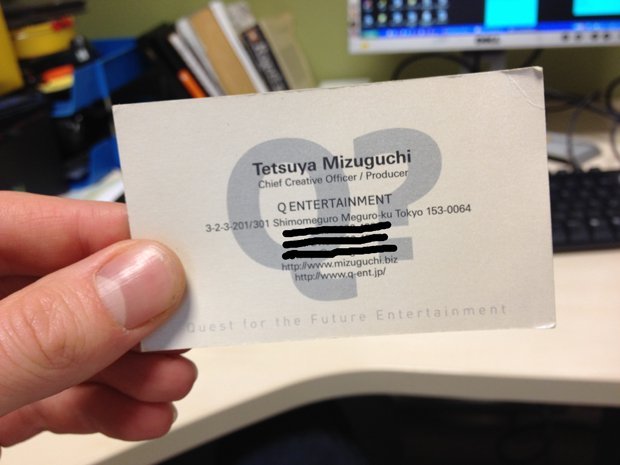 Q?
Tetsuya Mizuguchi
Chief Creative Officer / Producer
Q ENTERTAINMENT
3-2-3-201/301 Shimomeguro Meguro-ku Tokyo 153-0064
http://www.mizuguchi.biz
http://www.q-ent.jp/
Quest for the Future Entertainment
DELL